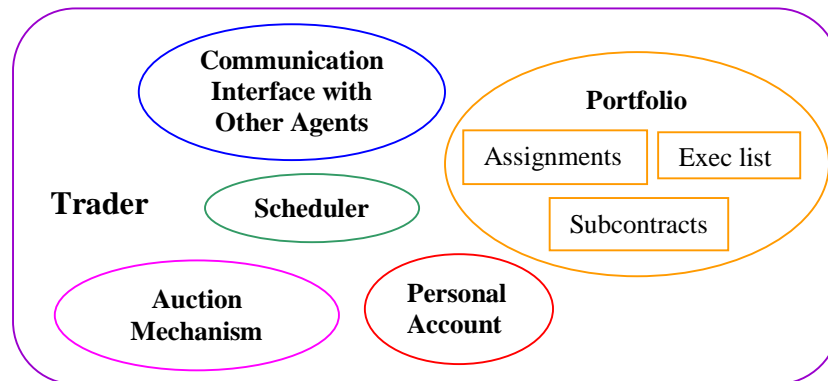 Communication
Interface with
Other Agents
Portfolio
Assignments
Exec list
Subcontracts
Trader
Scheduler
Auction
Mechanism
Personal
Account